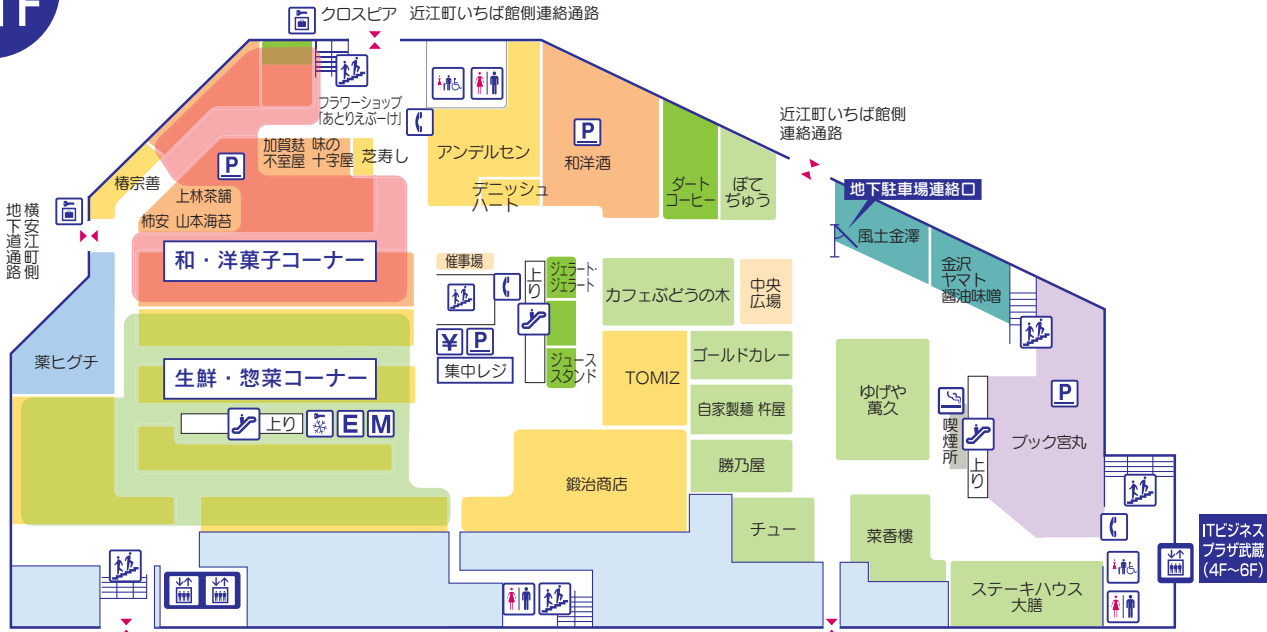 1F
クロスピア 近江町いちば館側連絡通路
近江町いちば館側
連絡通路
フラワーショップ
「あとりえぶーけ」
加賀麸
不室屋
味の
十字屋
芝寿し
P
椿宗善
上林茶舗
柿安 山本海苔
横安江町側
地下道通路
和・洋菓子コーナー
アンデルセン
デニッシュ
ハート
P
和洋酒
ダート
コーヒー
ぼて
ぢゅう
地下駐車場連絡口
風土金澤
金沢
ヤマト
醤油味噌
催事場
上り
ジェラート・
ジェラート
カフェぶどうの木
中央
広場
¥ P
集中レジ
ジュース
スタンド
TOMIZ
ゴールドカレー
自家製麺 杵屋
勝乃屋
薬ヒグチ
生鮮・惣菜コーナー
上り
E M
鍛治商店
チュー
ゆげや
萬久
喫煙所
上り
P
ブック宮丸
菜香樓
ステーキハウス
大膳
ITビジネス
プラザ武蔵
(4F~6F)